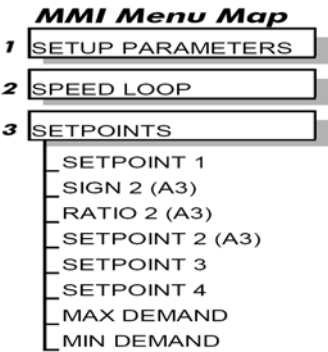 MMI Menu Map
1 SETUP PARAMETERS
2 SPEED LOOP
3 SETPOINTS
SETPOINT 1
SIGN 2 (A3)
RATIO 2 (A3)
SETPOINT 2 (A3)
SETPOINT 3
SETPOINT 4
MAX DEMAND
MIN DEMAND